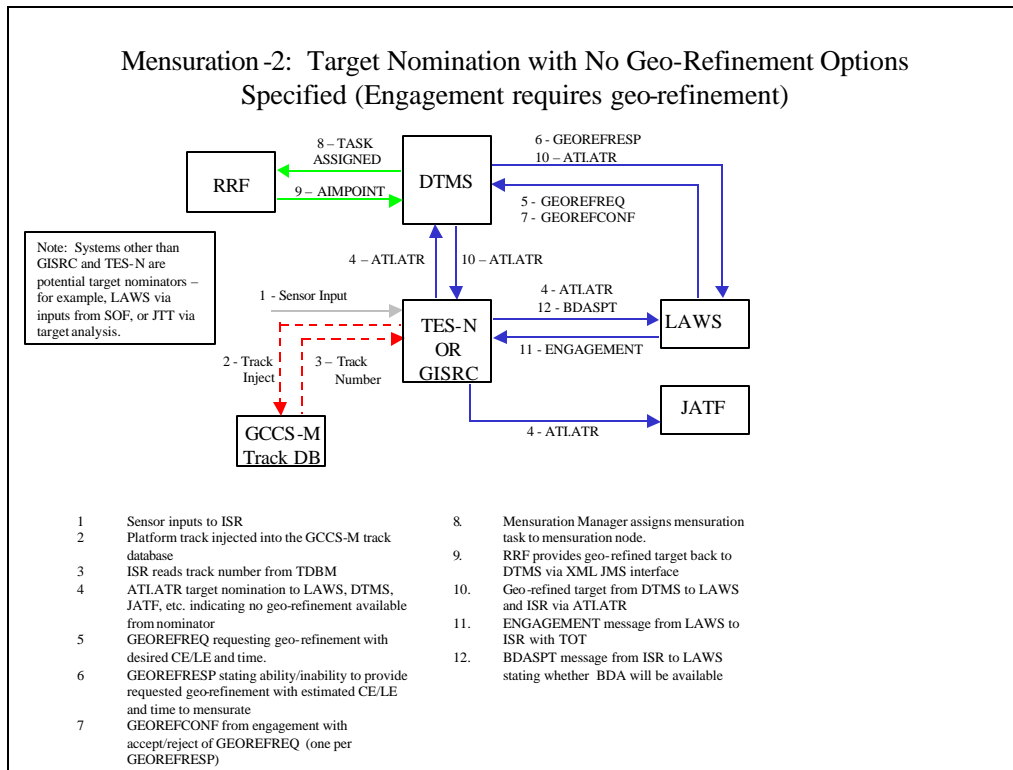 Mensuration -2: Target Nomination with No Geo-Refinement Options
Specified (Engagement requires geo-refinement)
8 – TASK
ASSIGNED
RRF
9 – AIMPOINT
DTMS
6 - GEOREFRESP
10 – ATI.ATR
5 - GEOREFREQ
7 - GEOREFCONF
Note: Systems other than
GISRC and TES-N are
potential target nominators –
for example, LAWS via
inputs from SOF, or JTT via
target analysis.
4 – ATI.ATR
10 – ATI.ATR
1 - Sensor Input
TES-N
OR
GISRC
4 - ATI.ATR
12 - BDASPT
LAWS
11 - ENGAGEMENT
2 - Track
Inject
3 – Track
Number
GCCS-M
Track DB
4 - ATI.ATR
JATF
1 Sensor inputs to ISR
2 Platform track injected into the GCCS-M track
database
3 ISR reads track number from TDBM
4 ATI.ATR target nomination to LAWS, DTMS,
JATF, etc. indicating no geo-refinement available
from nominator
5 GEOREFREQ requesting geo-refinement with
desired CE/LE and time.
6 GEOREFRESP stating ability/inability to provide
requested geo-refinement with estimated CE/LE
and time to mensurate
7 GEOREFCONF from engagement with
accept/reject of GEOREFREQ (one per
GEOREFRESP)
8. Mensuration Manager assigns mensuration
task to mensuration node.
9. RRF provides geo-refined target back to
DTMS via XML JMS interface
10. Geo-refined target from DTMS to LAWS
and ISR via ATI.ATR
11. ENGAGEMENT message from LAWS to
ISR with TOT
12. BDASPT message from ISR to LAWS
stating whether BDA will be available